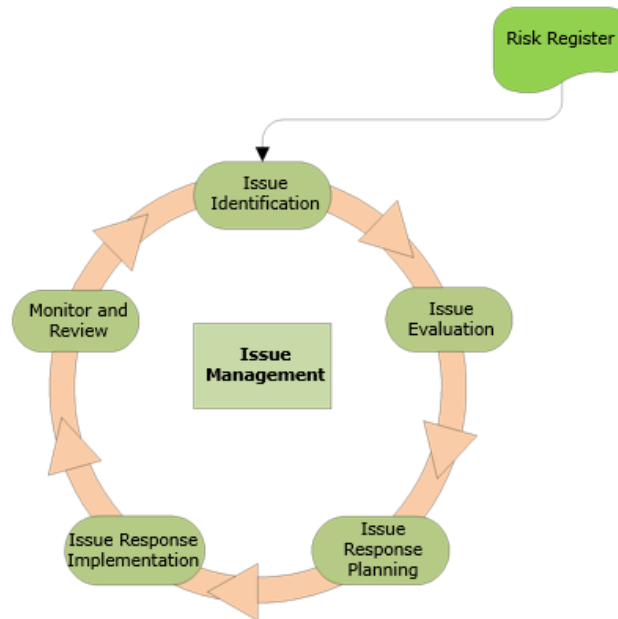 Risk Register
Issue
Identification
Monitor and
Review
Issue
Evaluation
Issue
Management
Issue Response
Implementation
Issue
Response
Planning